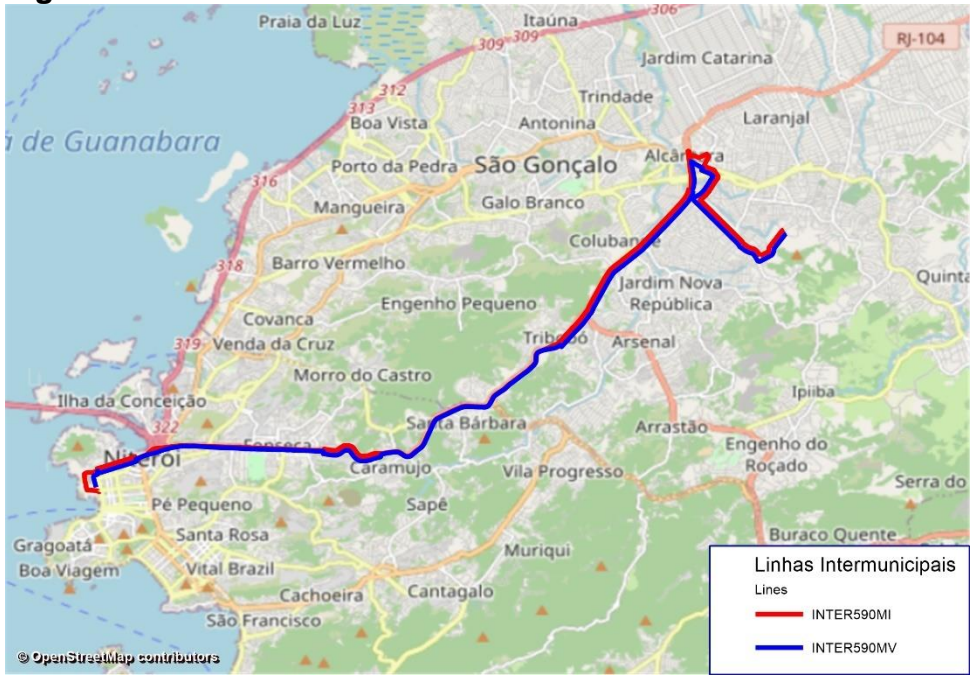 Praia da Luz
Itaúna
306
309
309
RJ-104
Jardim Catarina
312
Trindade
313
Boa Vista
Antonina
Laranjal
á de Guanabara
Porto da Pedra
São Gonçalo
316
Mangueira
Galo Branco
Colubande
318
Barro Vermelho
Jardim Nova
República
Quinta
Engenho Pequeno
Covanca
319
Venda da Cruz
Arsenal
Morro do Castro
Ilha da Conceição
Ipiiba
322
Santa Bárbara
Arrastão
Fonseca
Niterói
Engenho do
Roçado
Caramujo
Vila Progresso
Serra do
Pé Pequeno
Sapê
Santa Rosa
Buraco Quente
Gragoatá
Muriqui
Boa Viagem
Vital Brazil
Cachoeira
Cantagalo
São Francisco
© OpenStreetMap contributors
Linhas Intermunicipais
Lines
INTER590MI
INTER590MV